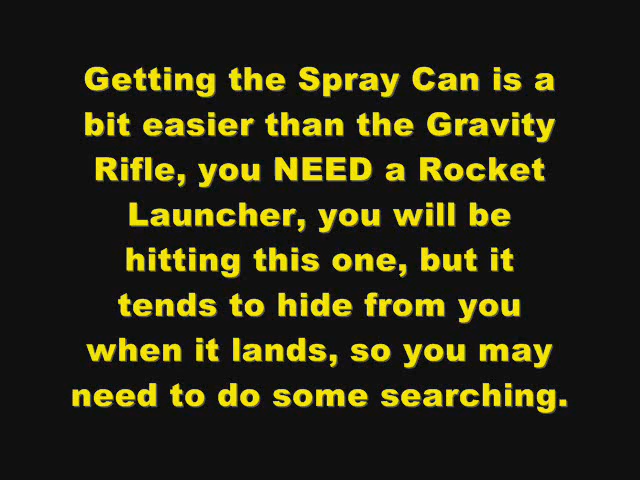 Getting the Spray Can is a
bit easier than the Gravity
Rifle, you NEED a Rocket
Launcher, you will be
hitting this one, but it
tends to hide from you
when it lands, so you may
need to do some searching.